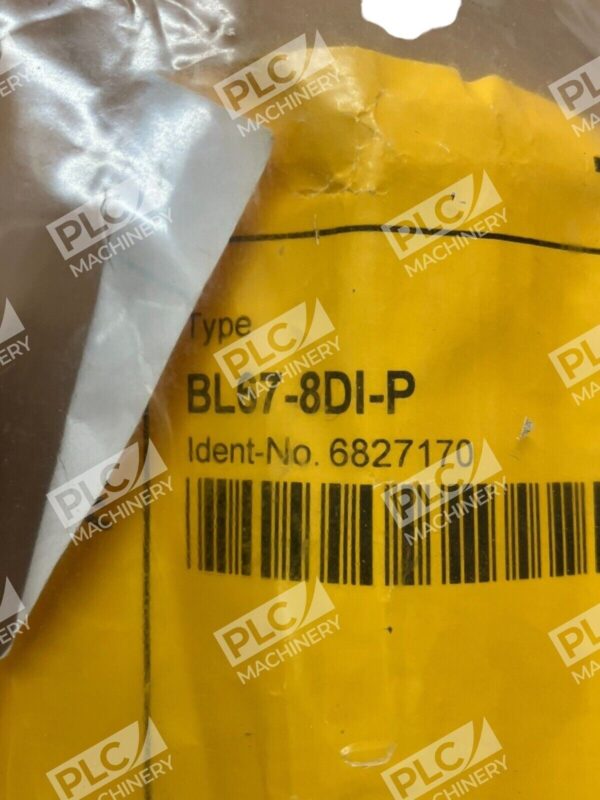 Type
BL67-8DI-P
Ident-No. 6827170
PLC
MACHINERY